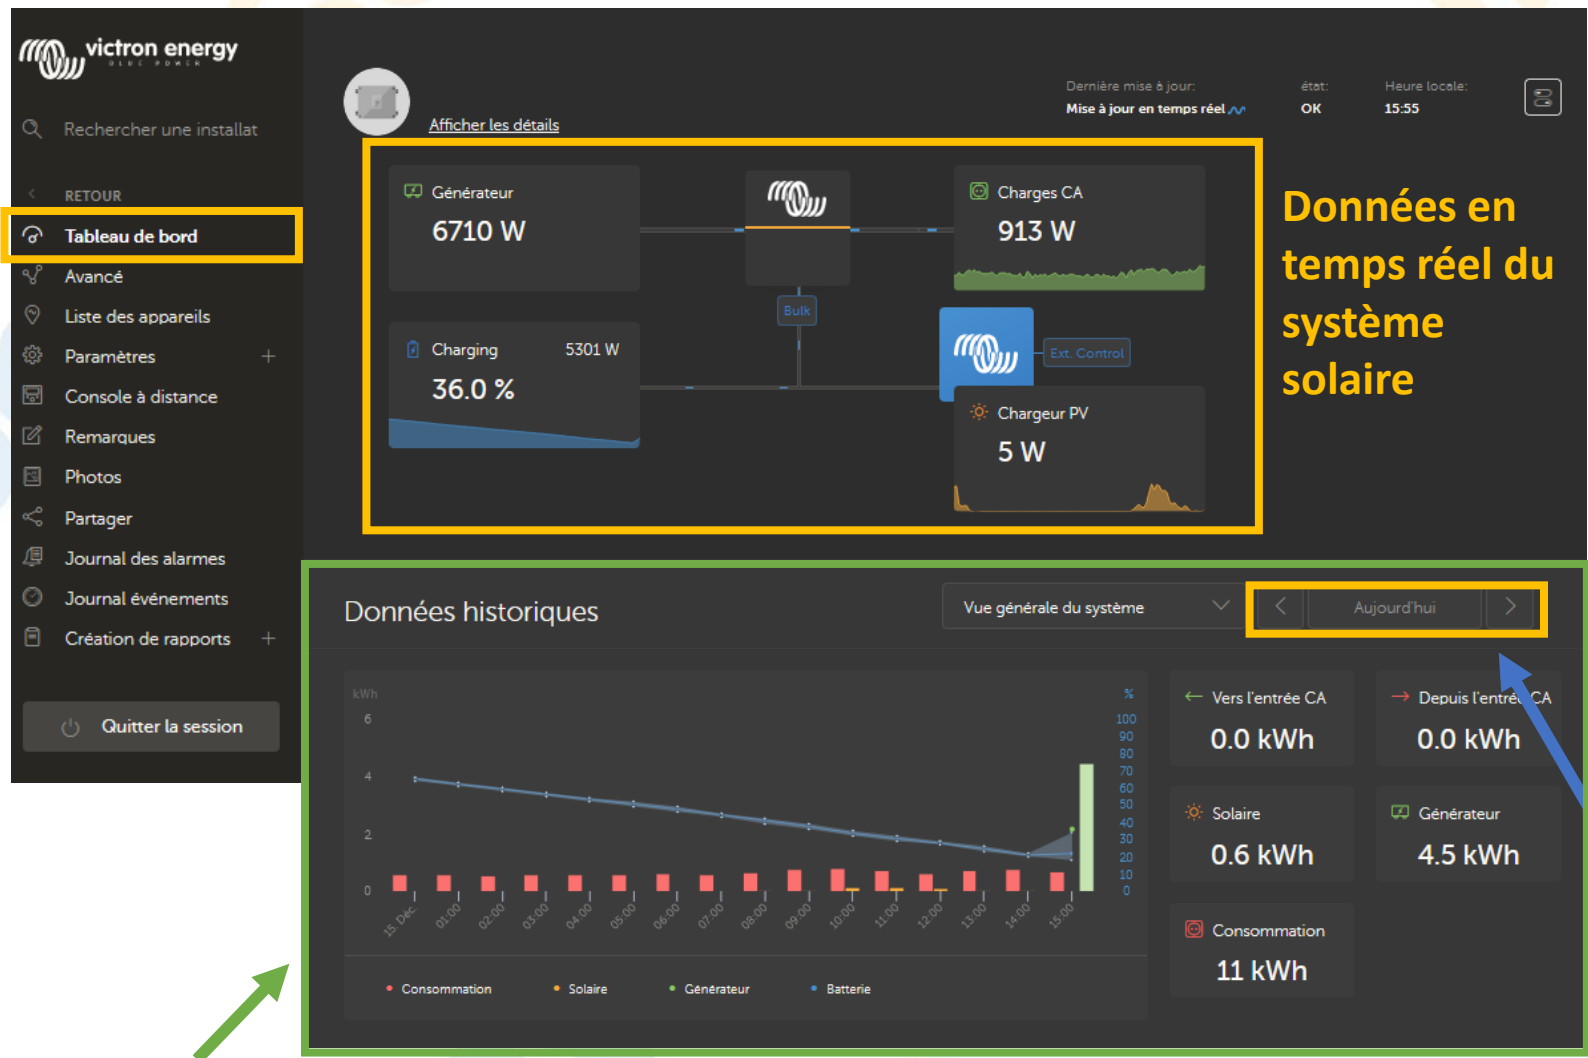 victron energy
BLUE POWER
Rechercher une installat
RETOUR
Tableau de bord
Avancé
Liste des appareils
Paramètres
Console à distance
Remarques
Photos
Partager
Journal des alarmes
Journal événements
Création de rapports
Quitter la session
Afficher les détails
Dernière mise à jour:
Mise à jour en temps réel
état:
OK
Heure locale:
15:55
Générateur
6710 W
Charges CA
913 W
Bulk
Charging 5301 W
36.0 %
Ext. Control
Chargeur PV
5 W
Données en
temps réel du
système
solaire
Données historiques
Vue générale du système
Aujourd'hui
kWh
6
4
2
0
%
100
90
80
70
60
50
40
30
20
10
0
15. Déc.
01:00
02:00
03:00
04:00
05:00
06:00
07:00
08:00
09:00
10:00
11:00
12:00
13:00
14:00
15:00
Consommation
Solaire
Générateur
Batterie
Vers l'entrée CA
0.0 kWh
Depuis l'entrée CA
0.0 kWh
Solaire
0.6 kWh
Générateur
4.5 kWh
Consommation
11 kWh